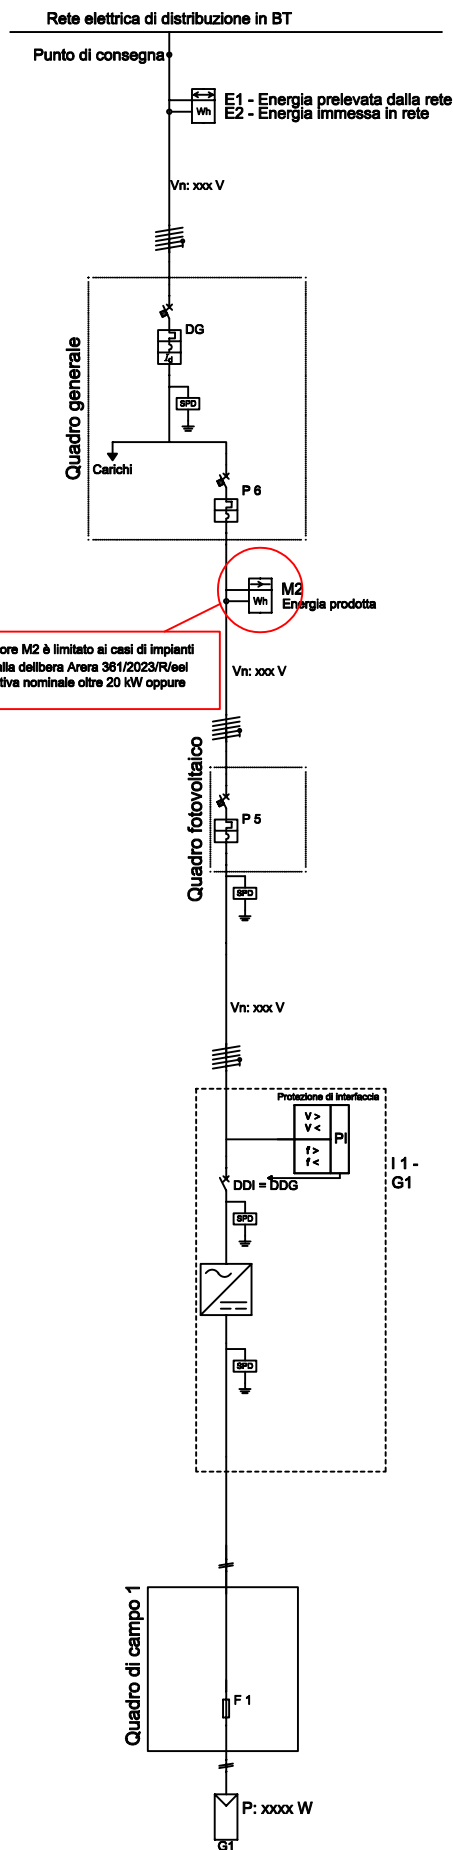 Rete elettrica di distribuzione in BT
Punto di consegna
E1 - Energia prelevata dalla rete
E2 - Energia immessa in rete
Wh
Vn: xxx V
Quadro generale
DG
SPD
Carichi
P 6
M2
Wh
Energia prodotta
ore M2 è limitato ai casi di impianti
lla delibera Arera 361/2023/R/eel
tiva nominale oltre 20 kW oppure
Vn: xxx V
Quadro fotovoltaico
P 5
SPD
Vn: xxx V
Protezione di interfaccia
V >
V <
PI
f >
f <
I 1 -
G1
DDI = DDG
SPD
SPD
Quadro di campo 1
F 1
P: xxxx W
G1